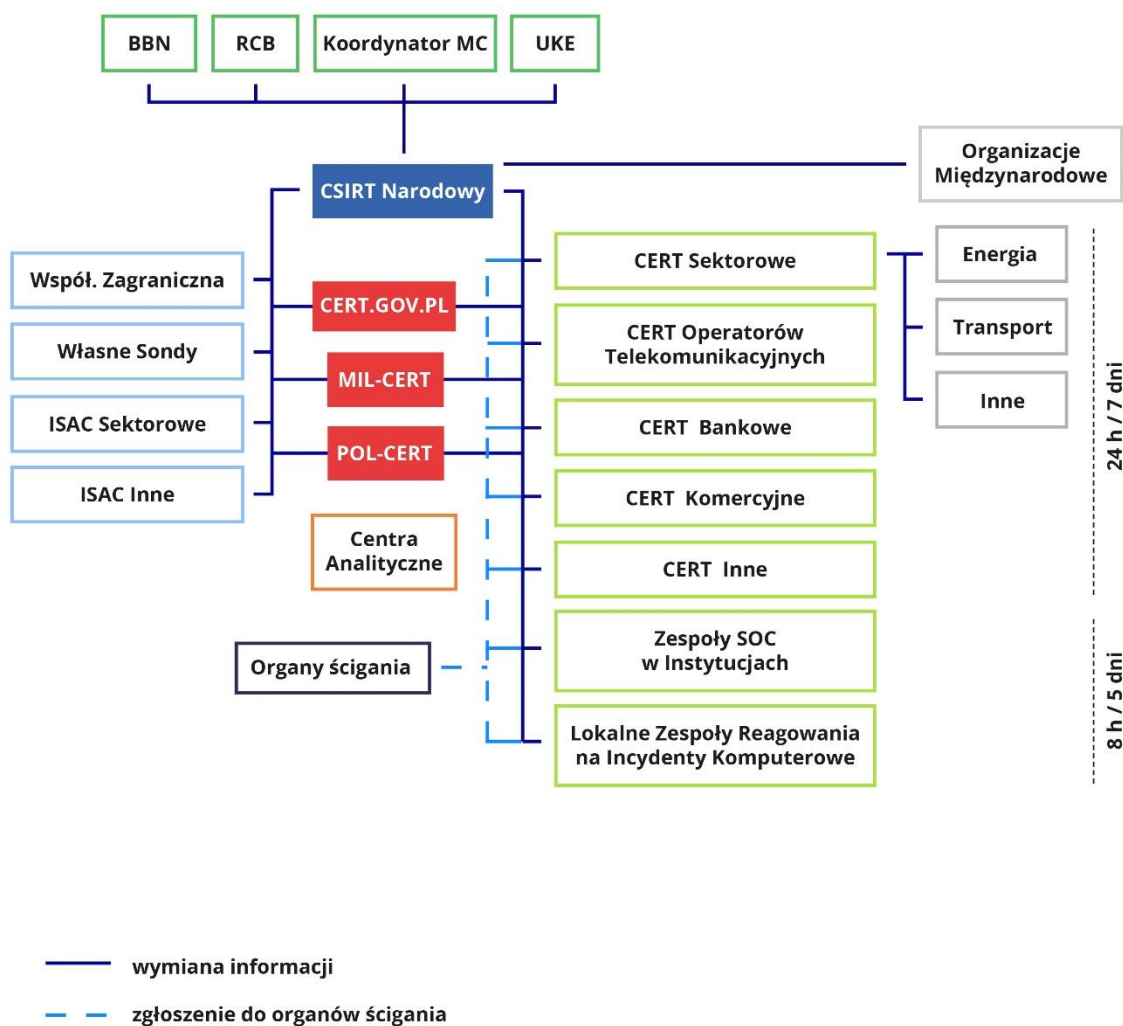 BBN
RCB
Koordynator MC
UKE
Organizacje
Międzynarodowe
CSIRT Narodowy
Współ. Zagraniczna
Własne Sondy
ISAC Sektorowe
ISAC Inne
CERT.GOV.PL
MIL-CERT
POL-CERT
Centra
Analityczne
Organy ścigania
CERT Sektorowe
CERT Operatorów
Telekomunikacyjnych
CERT Bankowe
CERT Komercyjne
CERT Inne
Zespoły SOC
w Instytucjach
Lokalne Zespoły Reagowania
na Incydenty Komputerowe
Energia
Transport
Inne
24 h / 7 dni
8 h / 5 dni
wymiana informacji
zgłoszenie do organów ścigania